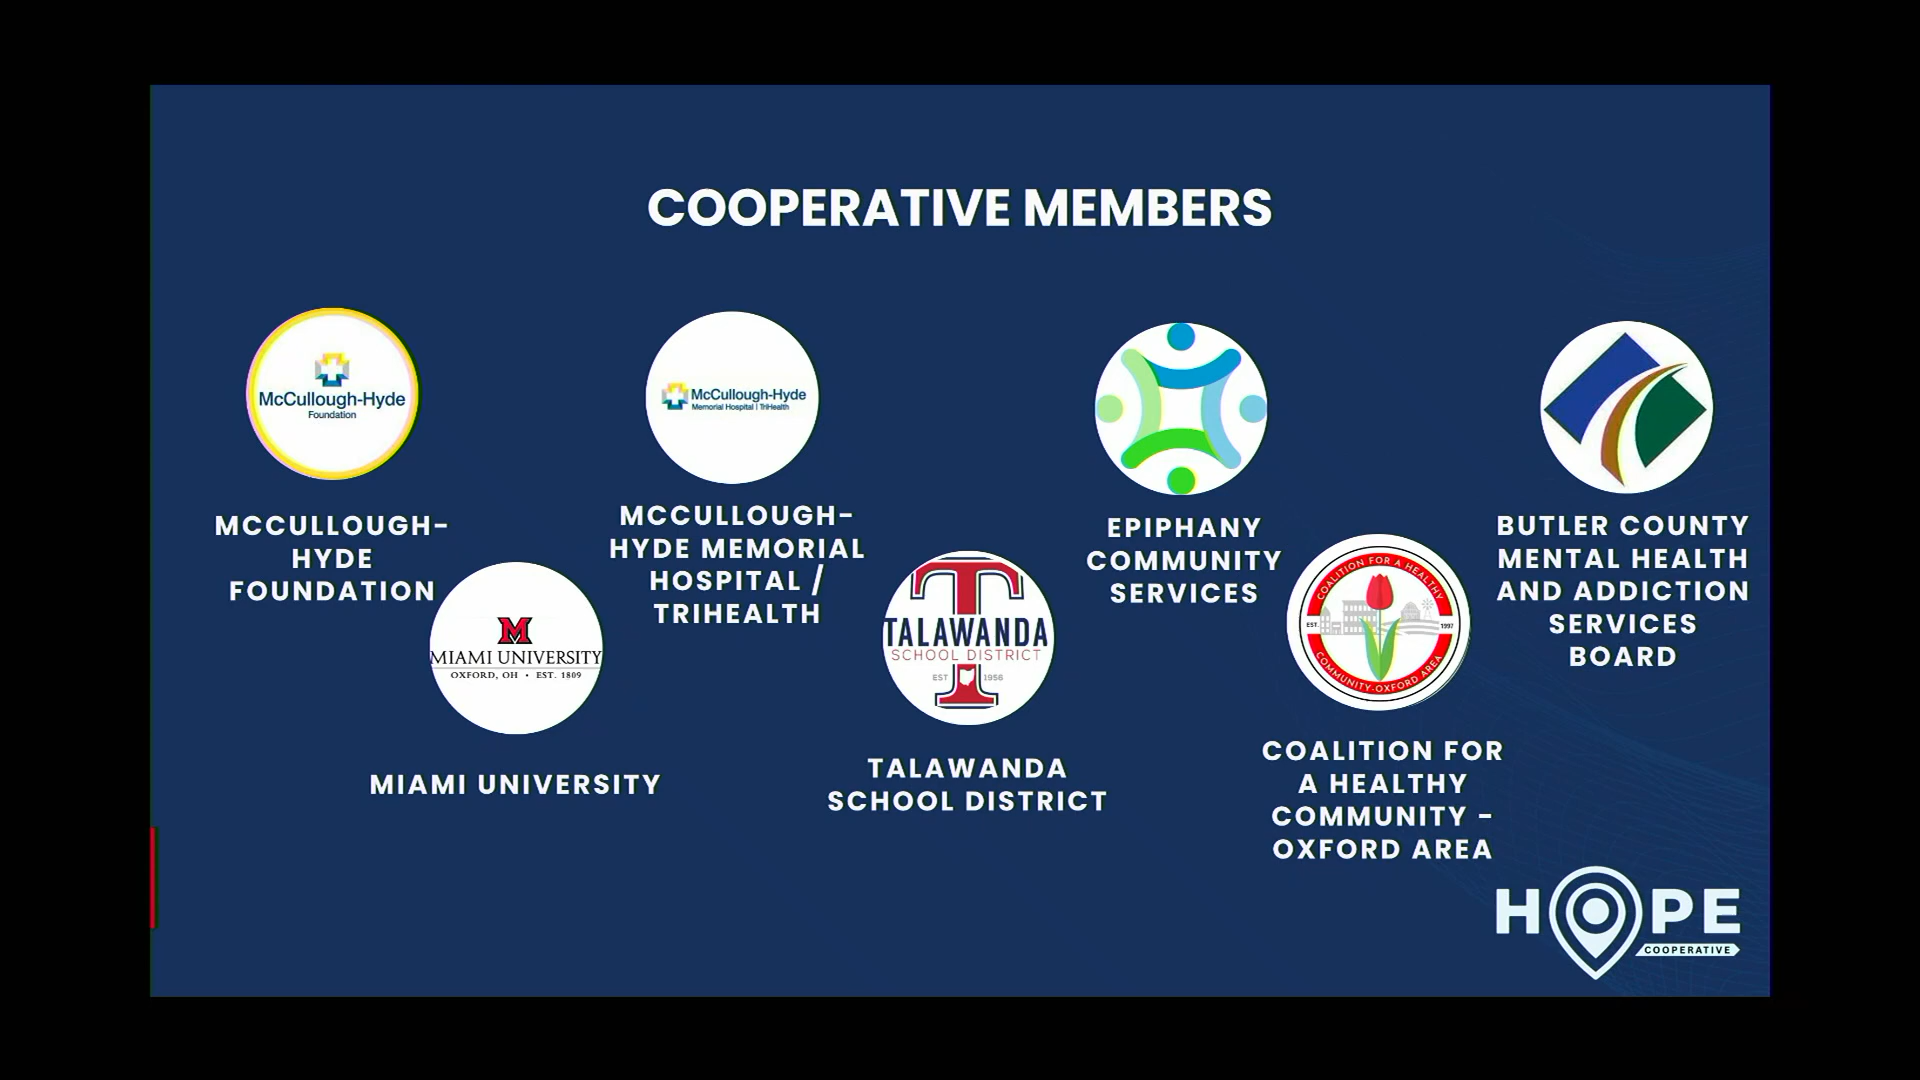 COOPERATIVE MEMBERS
McCullough-Hyde
Foundation
MCCULLOUGH-
HYDE
FOUNDATION
McCullough-Hyde
Memorial Hospital | TriHealth
MCCULLOUGH-
HYDE MEMORIAL
HOSPITAL /
TRIHEALTH
EPIPHANY
COMMUNITY
SERVICES
BUTLER COUNTY
MENTAL HEALTH
AND ADDICTION
SERVICES
BOARD
M
MIAMI UNIVERSITY
OXFORD, OH • EST. 1809
MIAMI UNIVERSITY
T
TALAWANDA
SCHOOL DISTRICT
EST 1956
TALAWANDA
SCHOOL DISTRICT
COALITION FOR A HEALTHY
EST. 1997
COMMUNITY-OXFORD AREA
COALITION FOR
A HEALTHY
COMMUNITY -
OXFORD AREA
HOPE
COOPERATIVE